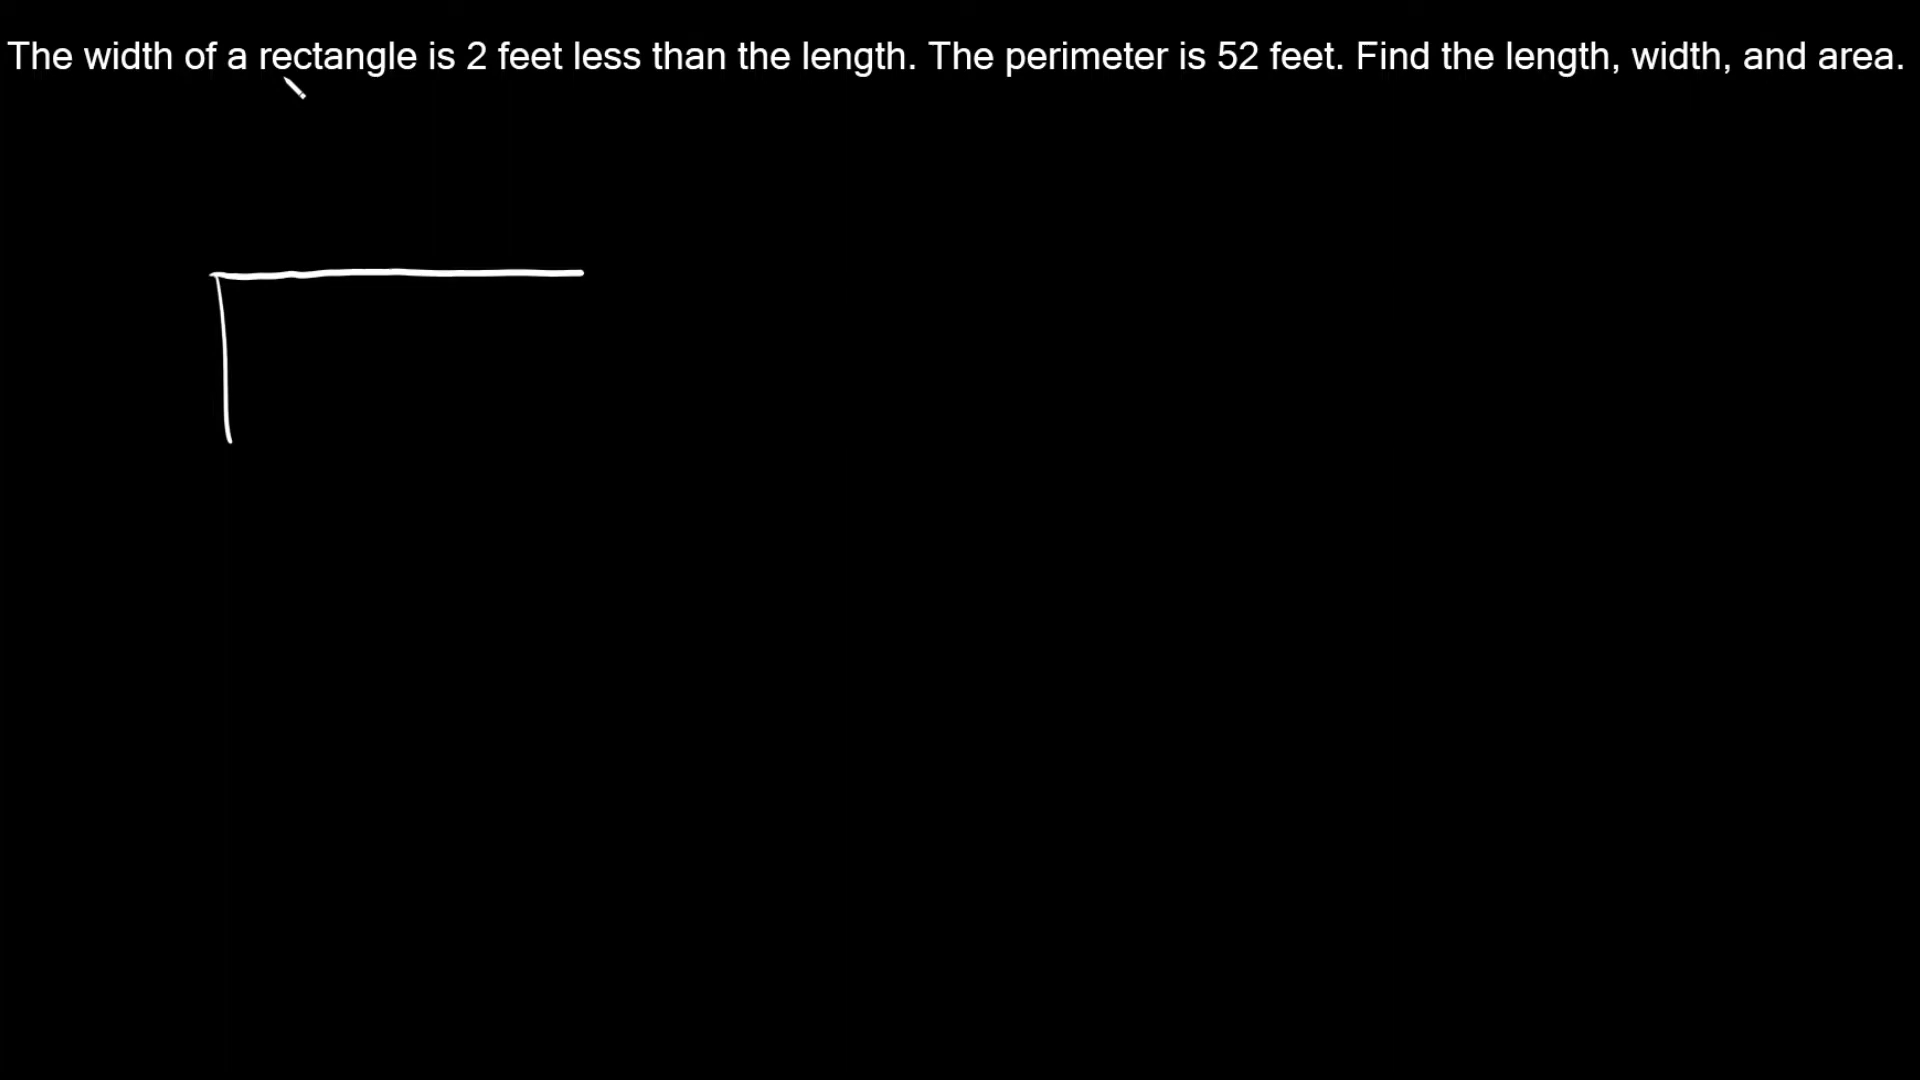 The width of a rectangle is 2 feet less than the length. The perimeter is 52 feet. Find the length, width, and area.